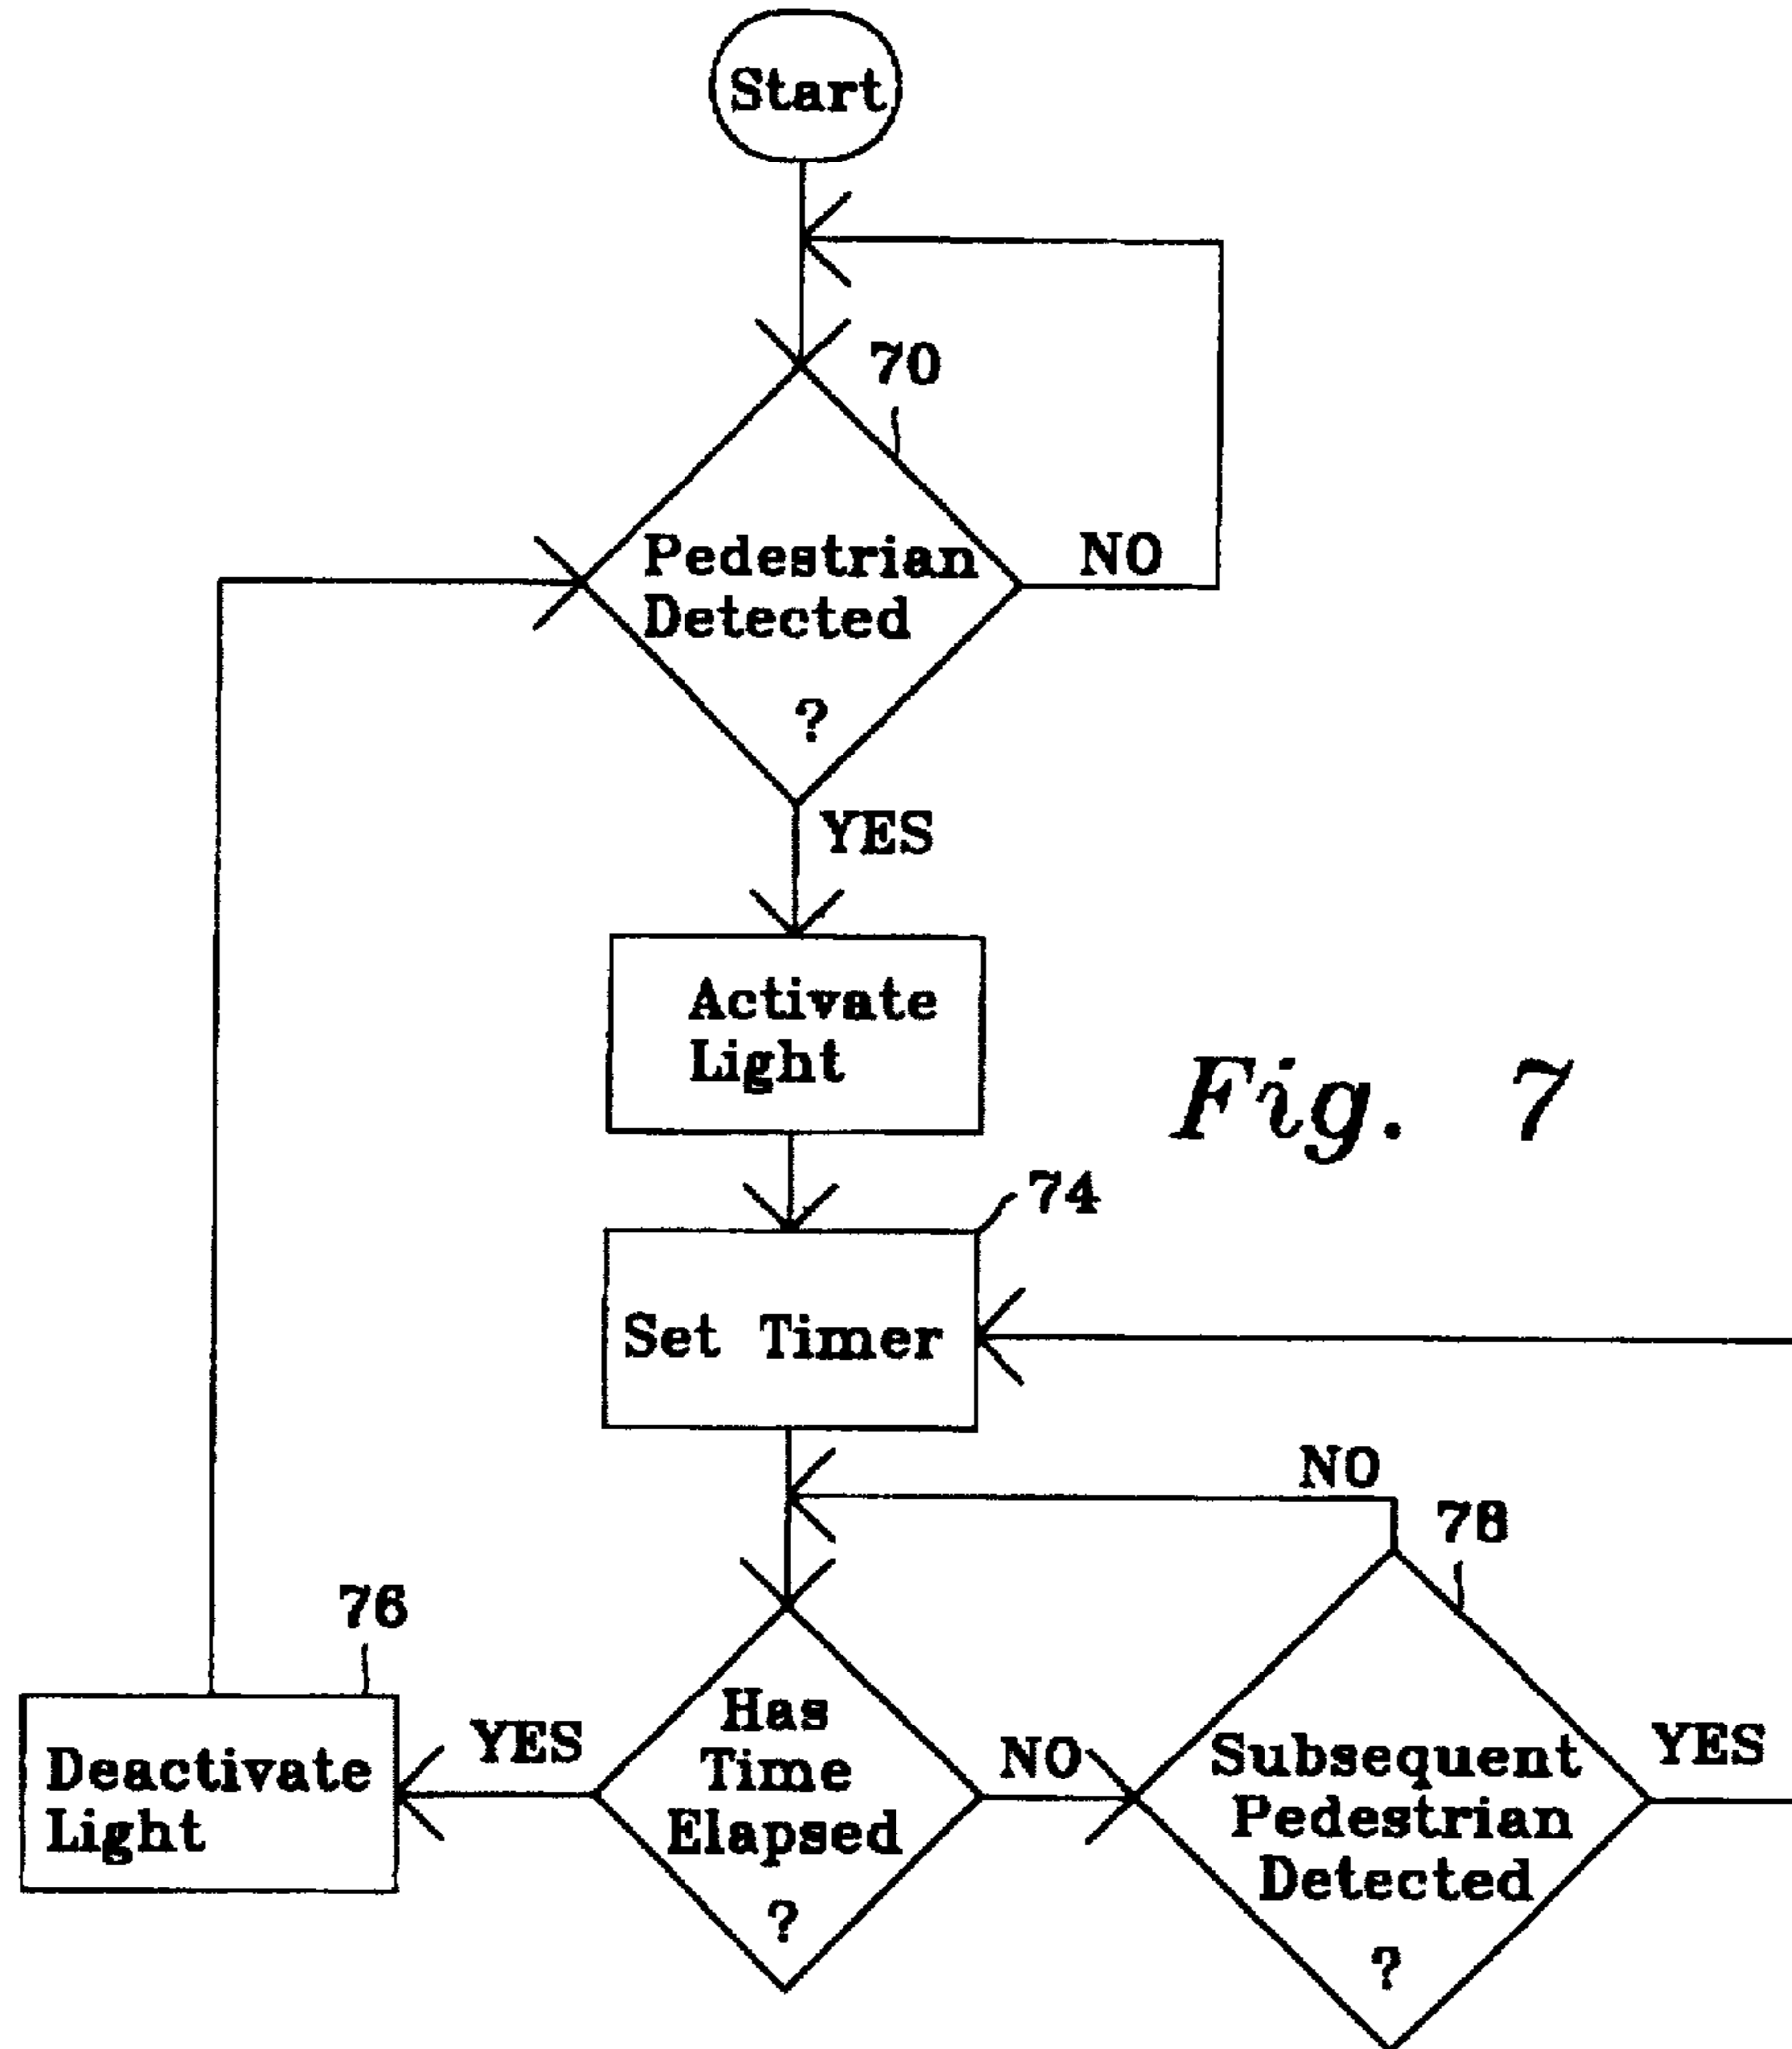 Start
70
Pedestrian
Detected
?
NO
YES
Activate
Light
Fig. 7
74
Set Timer
NO
78
76
Has
Time
Elapsed
?
YES
NO
Deactivate
Light
Subsequent
Pedestrian
Detected
?
YES